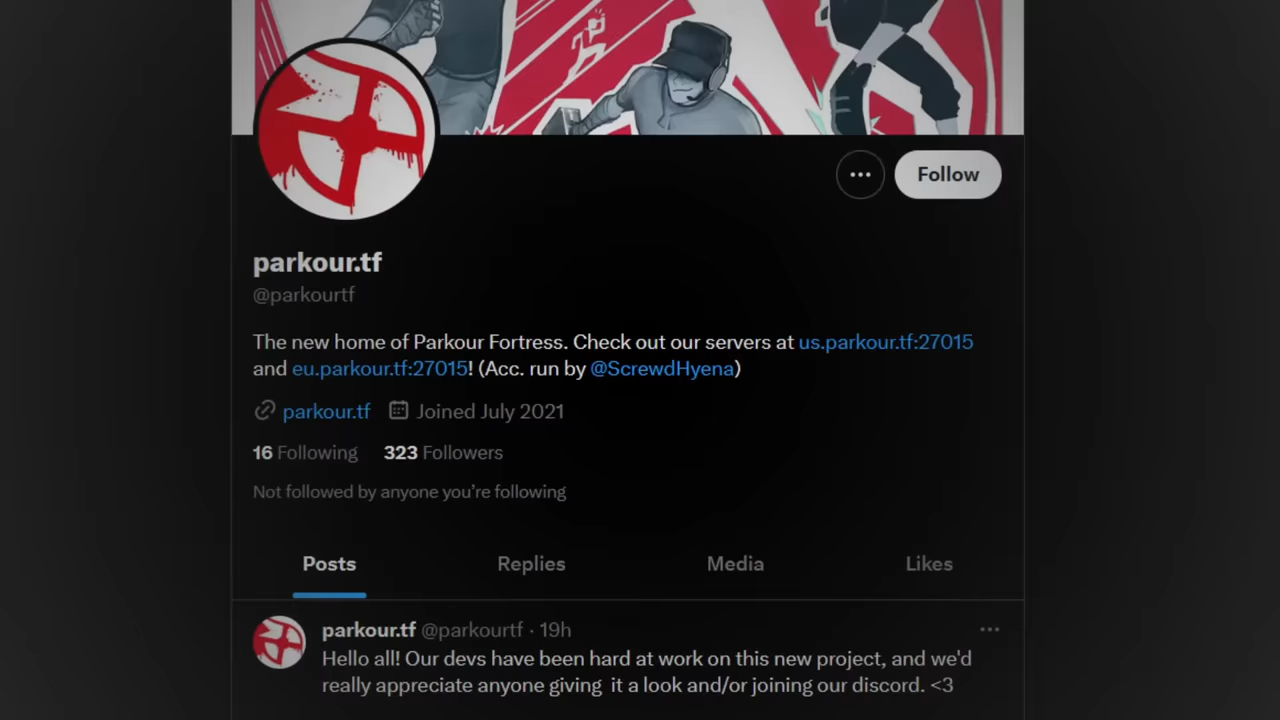 Follow
parkour.tf
@parkourtf
The new home of Parkour Fortress. Check out our servers at us.parkour.tf:27015
and eu.parkour.tf:27015! (Acc. run by @ScrewdHyena)
parkour.tf Joined July 2021
16 Following 323 Followers
Not followed by anyone you're following
Posts Replies Media Likes
parkour.tf @parkourtf · 19h
Hello all! Our devs have been hard at work on this new project, and we'd
really appreciate anyone giving  it a look and/or joining our discord. <3